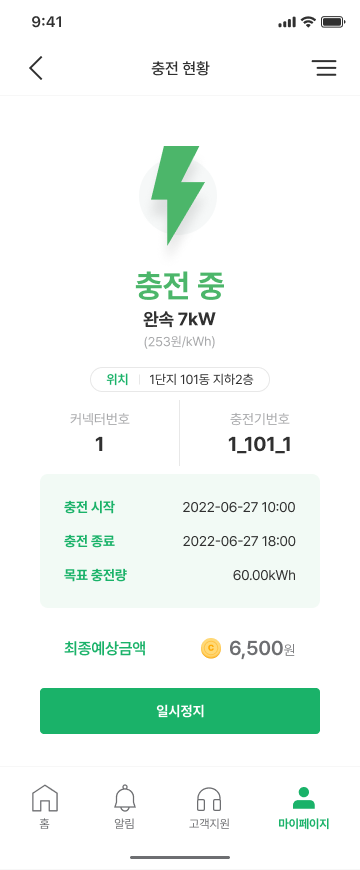 9:41
충전 현황
충전 중
완속 7kW
(253원/kWh)
위치 1단지 101동 지하2층
커넥터번호 충전기번호
1 1_101_1
충전 시작 2022-06-27 10:00
충전 종료 2022-06-27 18:00
목표 충전량 60.00kWh
최종예상금액 C 6,500원
일시정지
홈 알림 고객지원 마이페이지